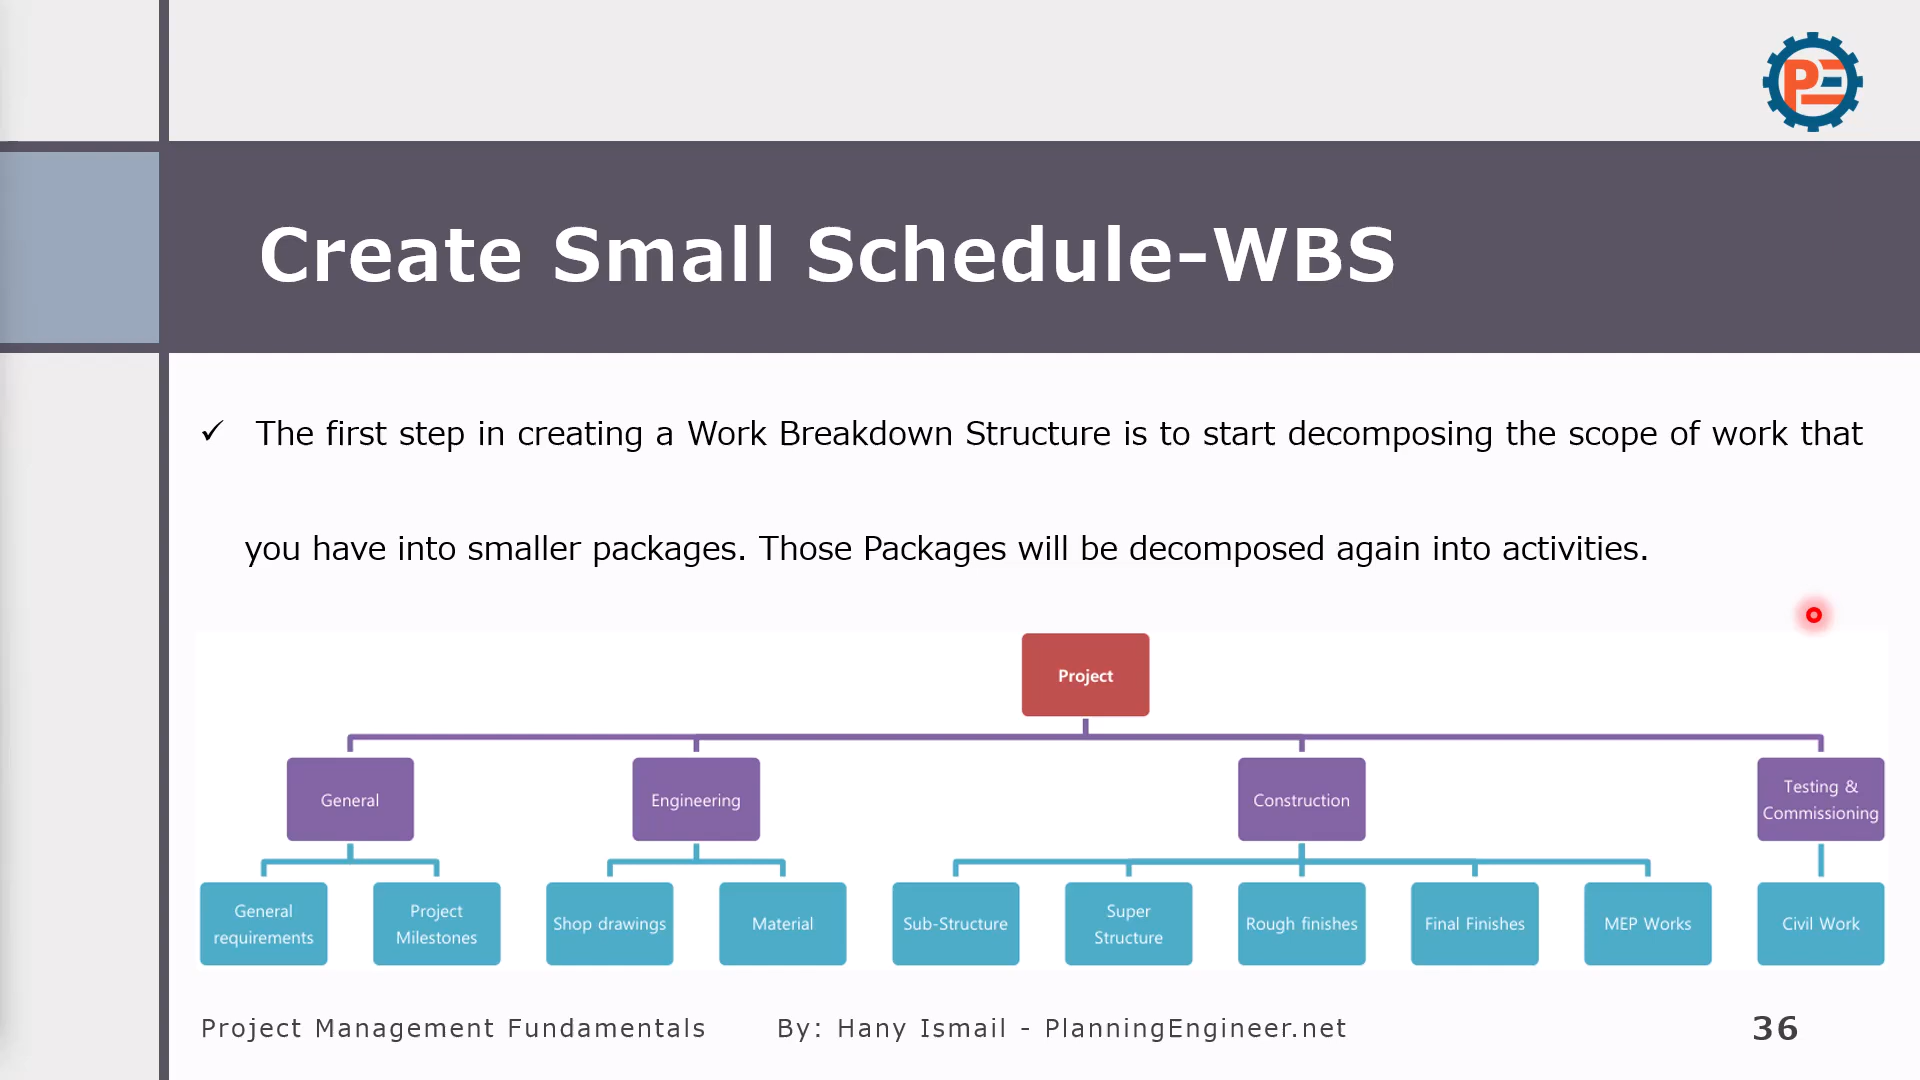 PE
Create Small Schedule-WBS
✓ The first step in creating a Work Breakdown Structure is to start decomposing the scope of work that
you have into smaller packages. Those Packages will be decomposed again into activities.
Project
General
Engineering
Construction
Testing &
Commissioning
General
requirements
Project
Milestones
Shop drawings
Material
Sub-Structure
Super
Structure
Rough finishes
Final Finishes
MEP Works
Civil Work
Project Management Fundamentals By: Hany Ismail - PlanningEngineer.net 36